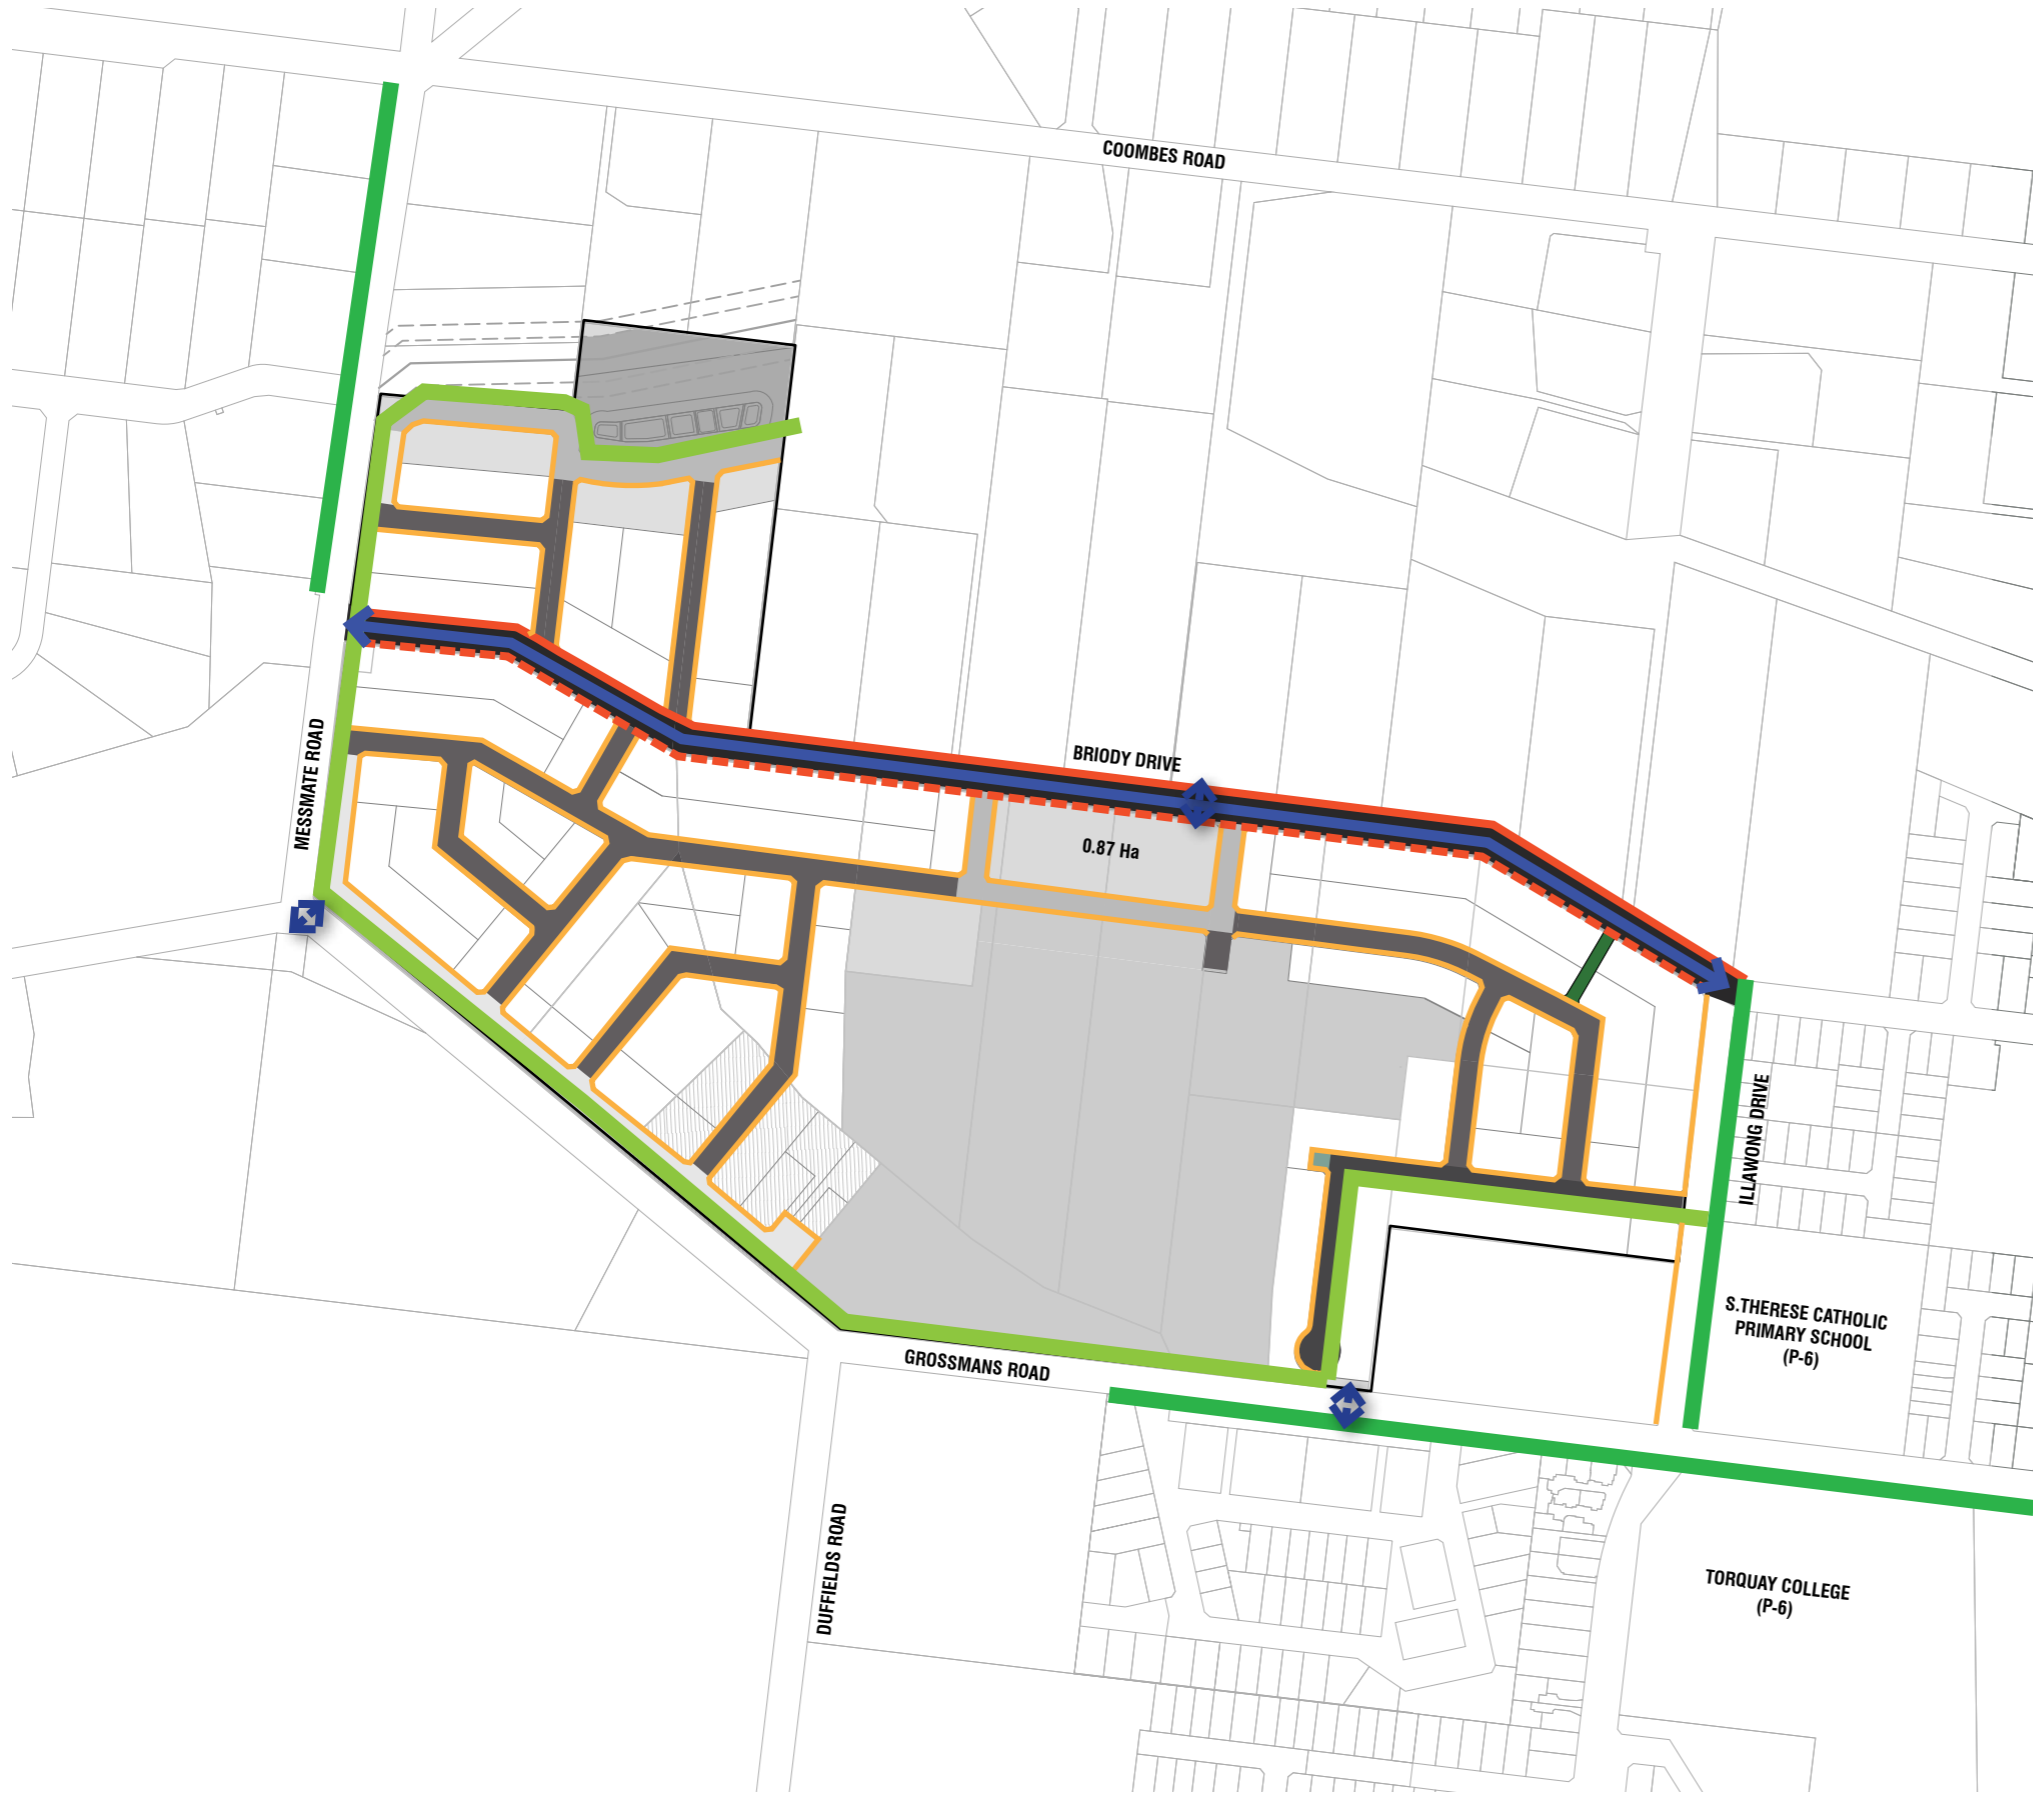 COOMBES ROAD
MESSMATE ROAD
BRIODY DRIVE
0.87 Ha
ILLAWONG DRIVE
S.THERESE CATHOLIC
PRIMARY SCHOOL
(P-6)
GROSSMANS ROAD
DUFFIELDS ROAD
TORQUAY COLLEGE
(P-6)